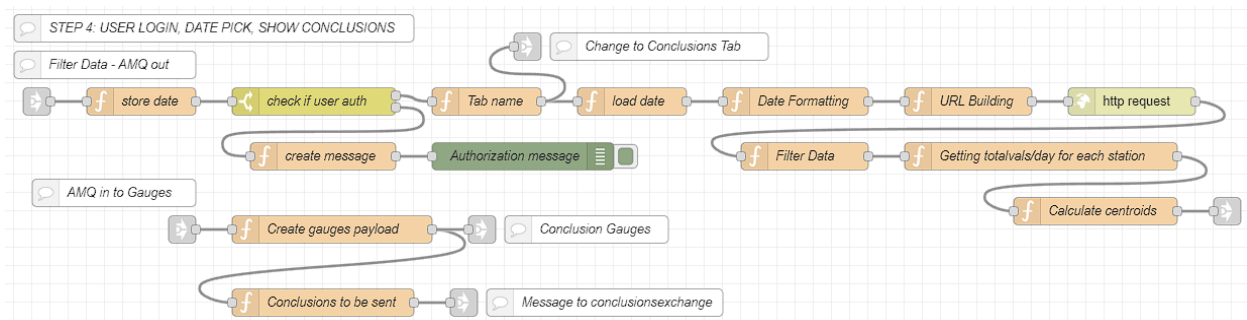 STEP 4: USER LOGIN, DATE PICK, SHOW CONCLUSIONS
Change to Conclusions Tab
Filter Data - AMQ out
store date
check if user auth
Tab name
load date
Date Formatting
URL Building
http request
create message
Authorization message
Filter Data
Getting totalvals/day for each station
AMQ in to Gauges
Calculate centroids
Create gauges payload
Conclusion Gauges
Conclusions to be sent
Message to conclusionsexchange